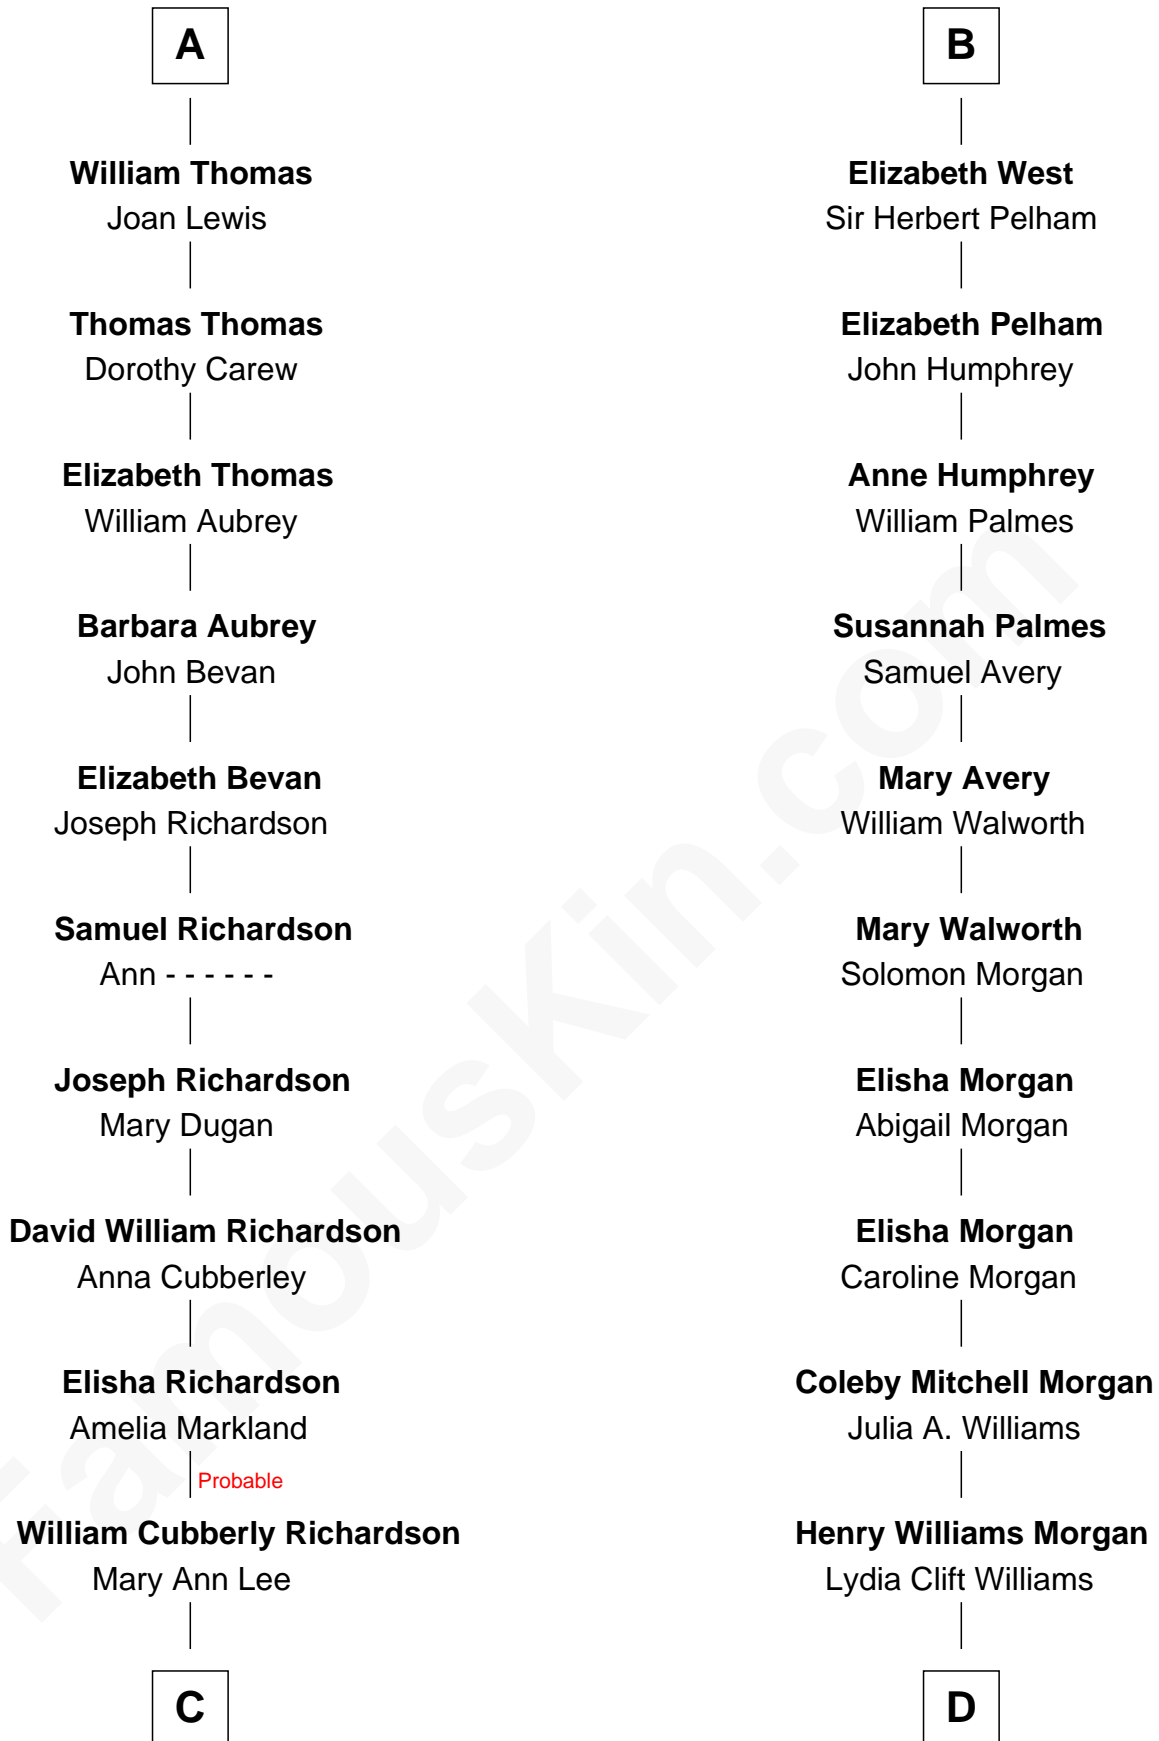 A
William Thomas
Joan Lewis
Thomas Thomas
Dorothy Carew
Elizabeth Thomas
William Aubrey
Barbara Aubrey
John Bevan
Elizabeth Bevan
Joseph Richardson
Samuel Richardson
Ann - - - - - -
Joseph Richardson
Mary Dugan
David William Richardson
Anna Cubberley
Elisha Richardson
Amelia Markland
Probable
William Cubberly Richardson
Mary Ann Lee
C
B
Elizabeth West
Sir Herbert Pelham
Elizabeth Pelham
John Humphrey
Anne Humphrey
William Palmes
Susannah Palmes
Samuel Avery
Mary Avery
William Walworth
Mary Walworth
Solomon Morgan
Elisha Morgan
Abigail Morgan
Elisha Morgan
Caroline Morgan
Coleby Mitchell Morgan
Julia A. Williams
Henry Williams Morgan
Lydia Clift Williams
D
FamousKin.com